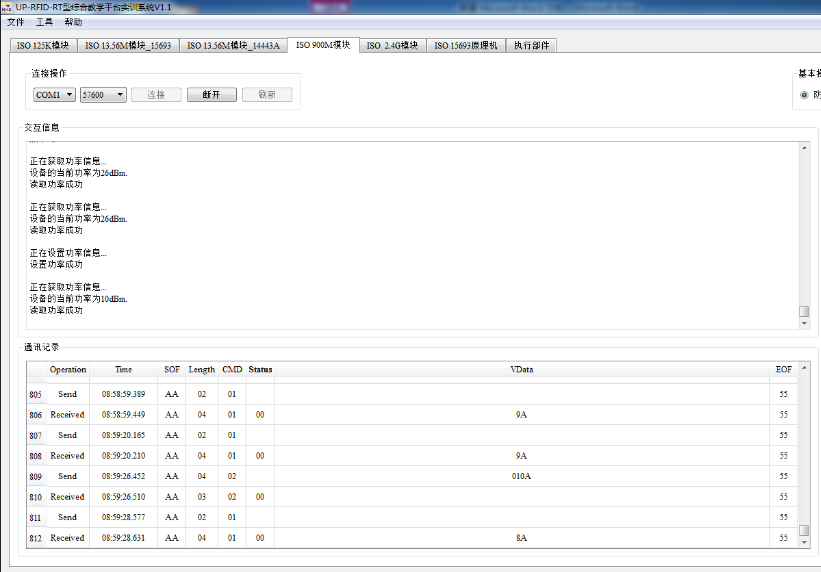 UP-RFID-RT型综合教学平台实训系统V1.1
文件 工具 帮助
ISO 125K模块 ISO 13.56M模块_15693 ISO 13.56M模块_14443A ISO 900M模块 ISO 2.4G模块 ISO 15693原理机 执行部件
连接操作
COM1 57600 连接 断开 刷新
交互信息
正在获取功率信息...
设备的当前功率为26dBm.
读取功率成功
正在获取功率信息...
设备的当前功率为26dBm.
读取功率成功
正在设置功率信息...
设置功率成功
正在获取功率信息...
设备的当前功率为10dBm.
读取功率成功
通讯记录
Operation Time SOF Length CMD Status VData EOF
805 Send 08:58:59.389 AA 02 01 55
806 Received 08:58:59.449 AA 04 01 00 9A 55
807 Send 08:59:20.165 AA 02 01 55
808 Received 08:59:20.210 AA 04 01 00 9A 55
809 Send 08:59:26.452 AA 04 02 010A 55
810 Received 08:59:26.510 AA 03 02 00 55
811 Send 08:59:28.577 AA 02 01 55
812 Received 08:59:28.631 AA 04 01 00 8A 55